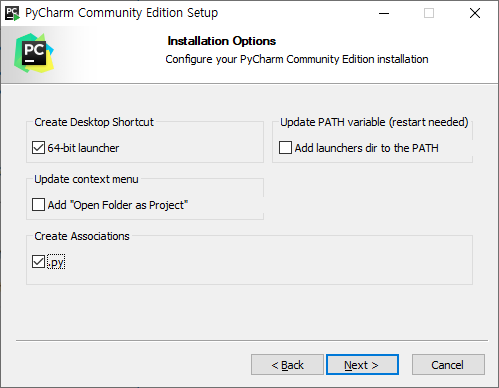 PC
PyCharm Community Edition Setup
PC
Installation Options
Configure your PyCharm Community Edition installation
Create Desktop Shortcut
Update PATH variable (restart needed)
64-bit launcher
Add launchers dir to the PATH
Update context menu
Add "Open Folder as Project"
Create Associations
.py
< Back
Next >
Cancel